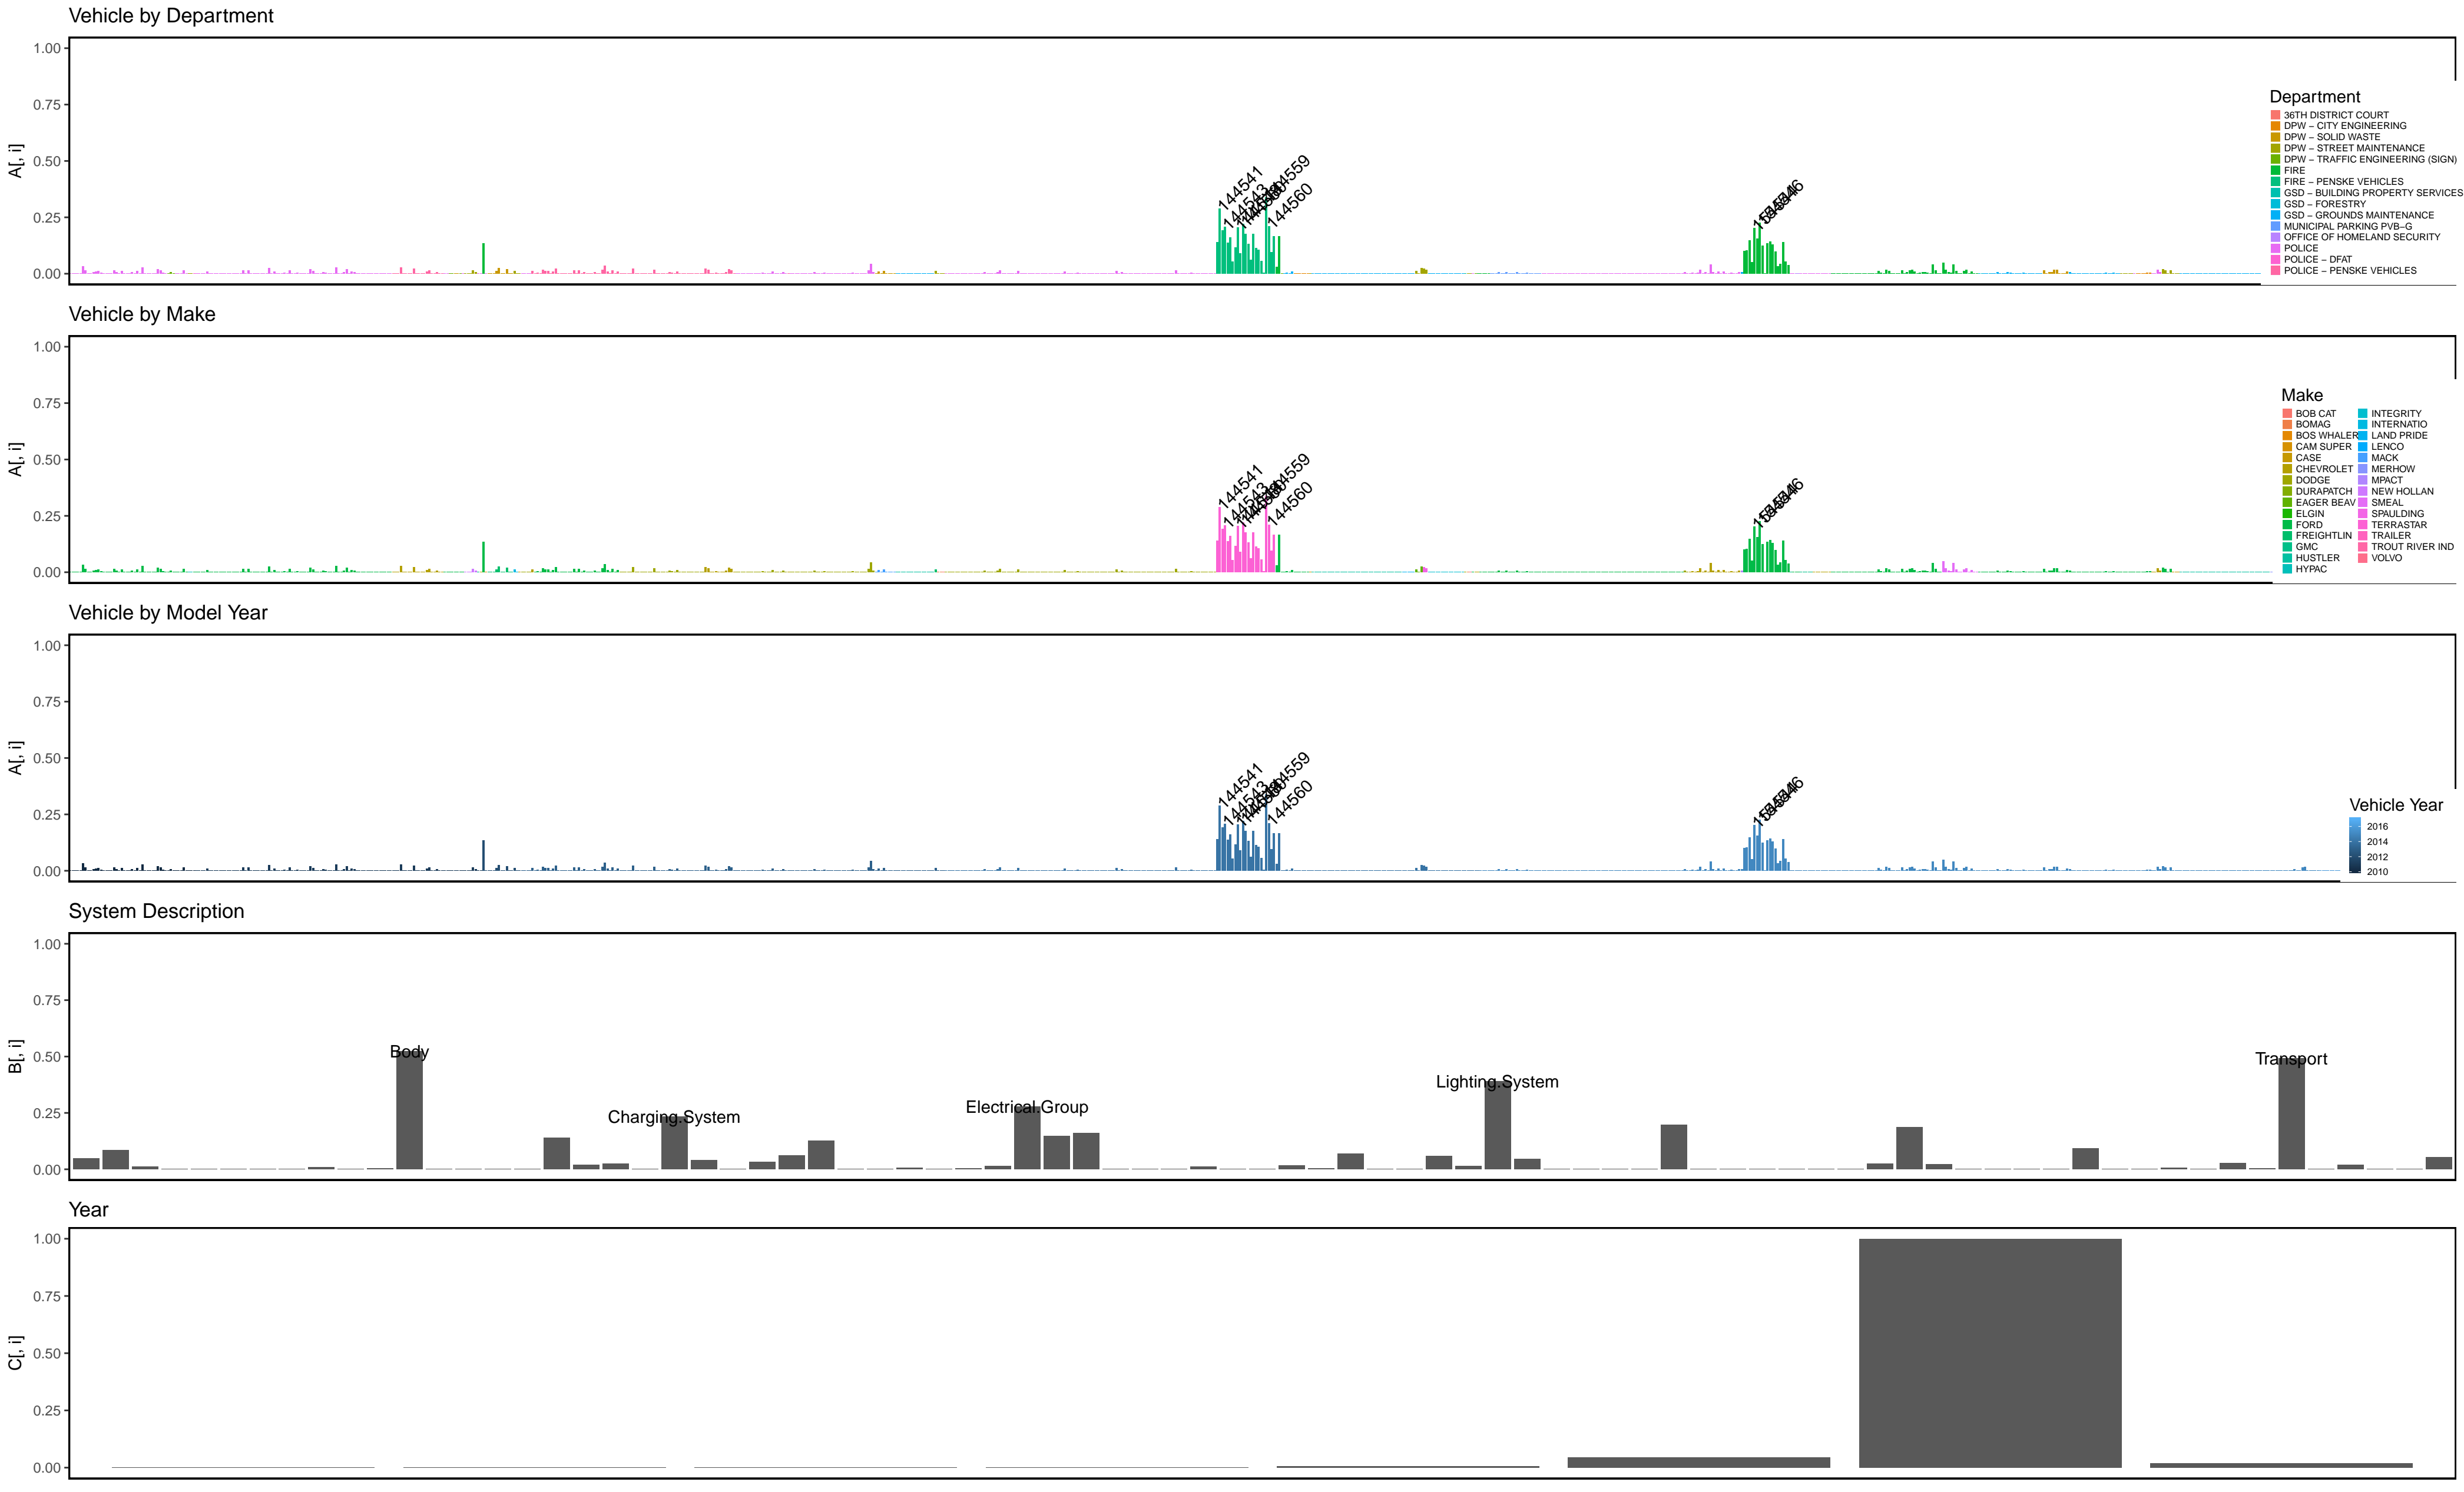 Vehicle by Department
A[, i]
1.00
0.75
0.50
0.25
0.00
144541
144543
144559
144560
Department
36TH DISTRICT COURT
DPW – CITY ENGINEERING
DPW – SOLID WASTE
DPW – STREET MAINTENANCE
DPW – TRAFFIC ENGINEERING (SIGN)
FIRE
FIRE – PENSKE VEHICLES
GSD – BUILDING PROPERTY SERVICES
GSD – FORESTRY
GSD – GROUNDS MAINTENANCE
MUNICIPAL PARKING PVB–G
OFFICE OF HOMELAND SECURITY
POLICE
POLICE – DFAT
POLICE – PENSKE VEHICLES
Vehicle by Make
A[, i]
1.00
0.75
0.50
0.25
0.00
144541
144543
144559
144560
Make
BOB CAT
BOMAG
BOS WHALER
CAM SUPER
CASE
CHEVROLET
DODGE
DURAPATCH
EAGER BEAV
ELGIN
FORD
FREIGHTLIN
GMC
HUSTLER
HYPAC
INTEGRITY
INTERNATIO
LAND PRIDE
LENCO
MACK
MERHOW
MPACT
NEW HOLLAN
SMEAL
SPAULDING
TERRASTAR
TRAILER
TROUT RIVER IND
VOLVO
Vehicle by Model Year
A[, i]
1.00
0.75
0.50
0.25
0.00
144541
144543
144559
144560
Vehicle Year
2016
2014
2012
2010
System Description
B[, i]
1.00
0.75
0.50
0.25
0.00
Body
Charging.System
Electrical.Group
Lighting.System
Transport
Year
C[, i]
1.00
0.75
0.50
0.25
0.00